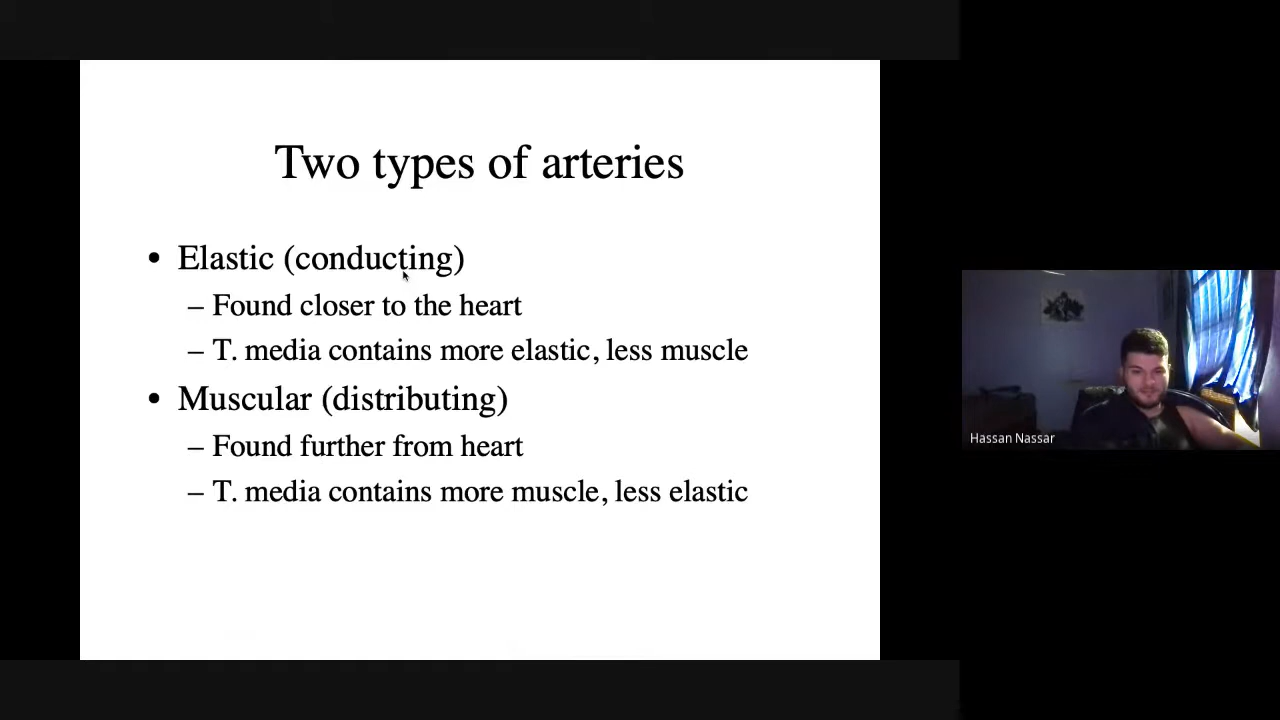 Two types of arteries
• Elastic (conducting)
– Found closer to the heart
– T. media contains more elastic, less muscle
• Muscular (distributing)
– Found further from heart
– T. media contains more muscle, less elastic
Hassan Nassar